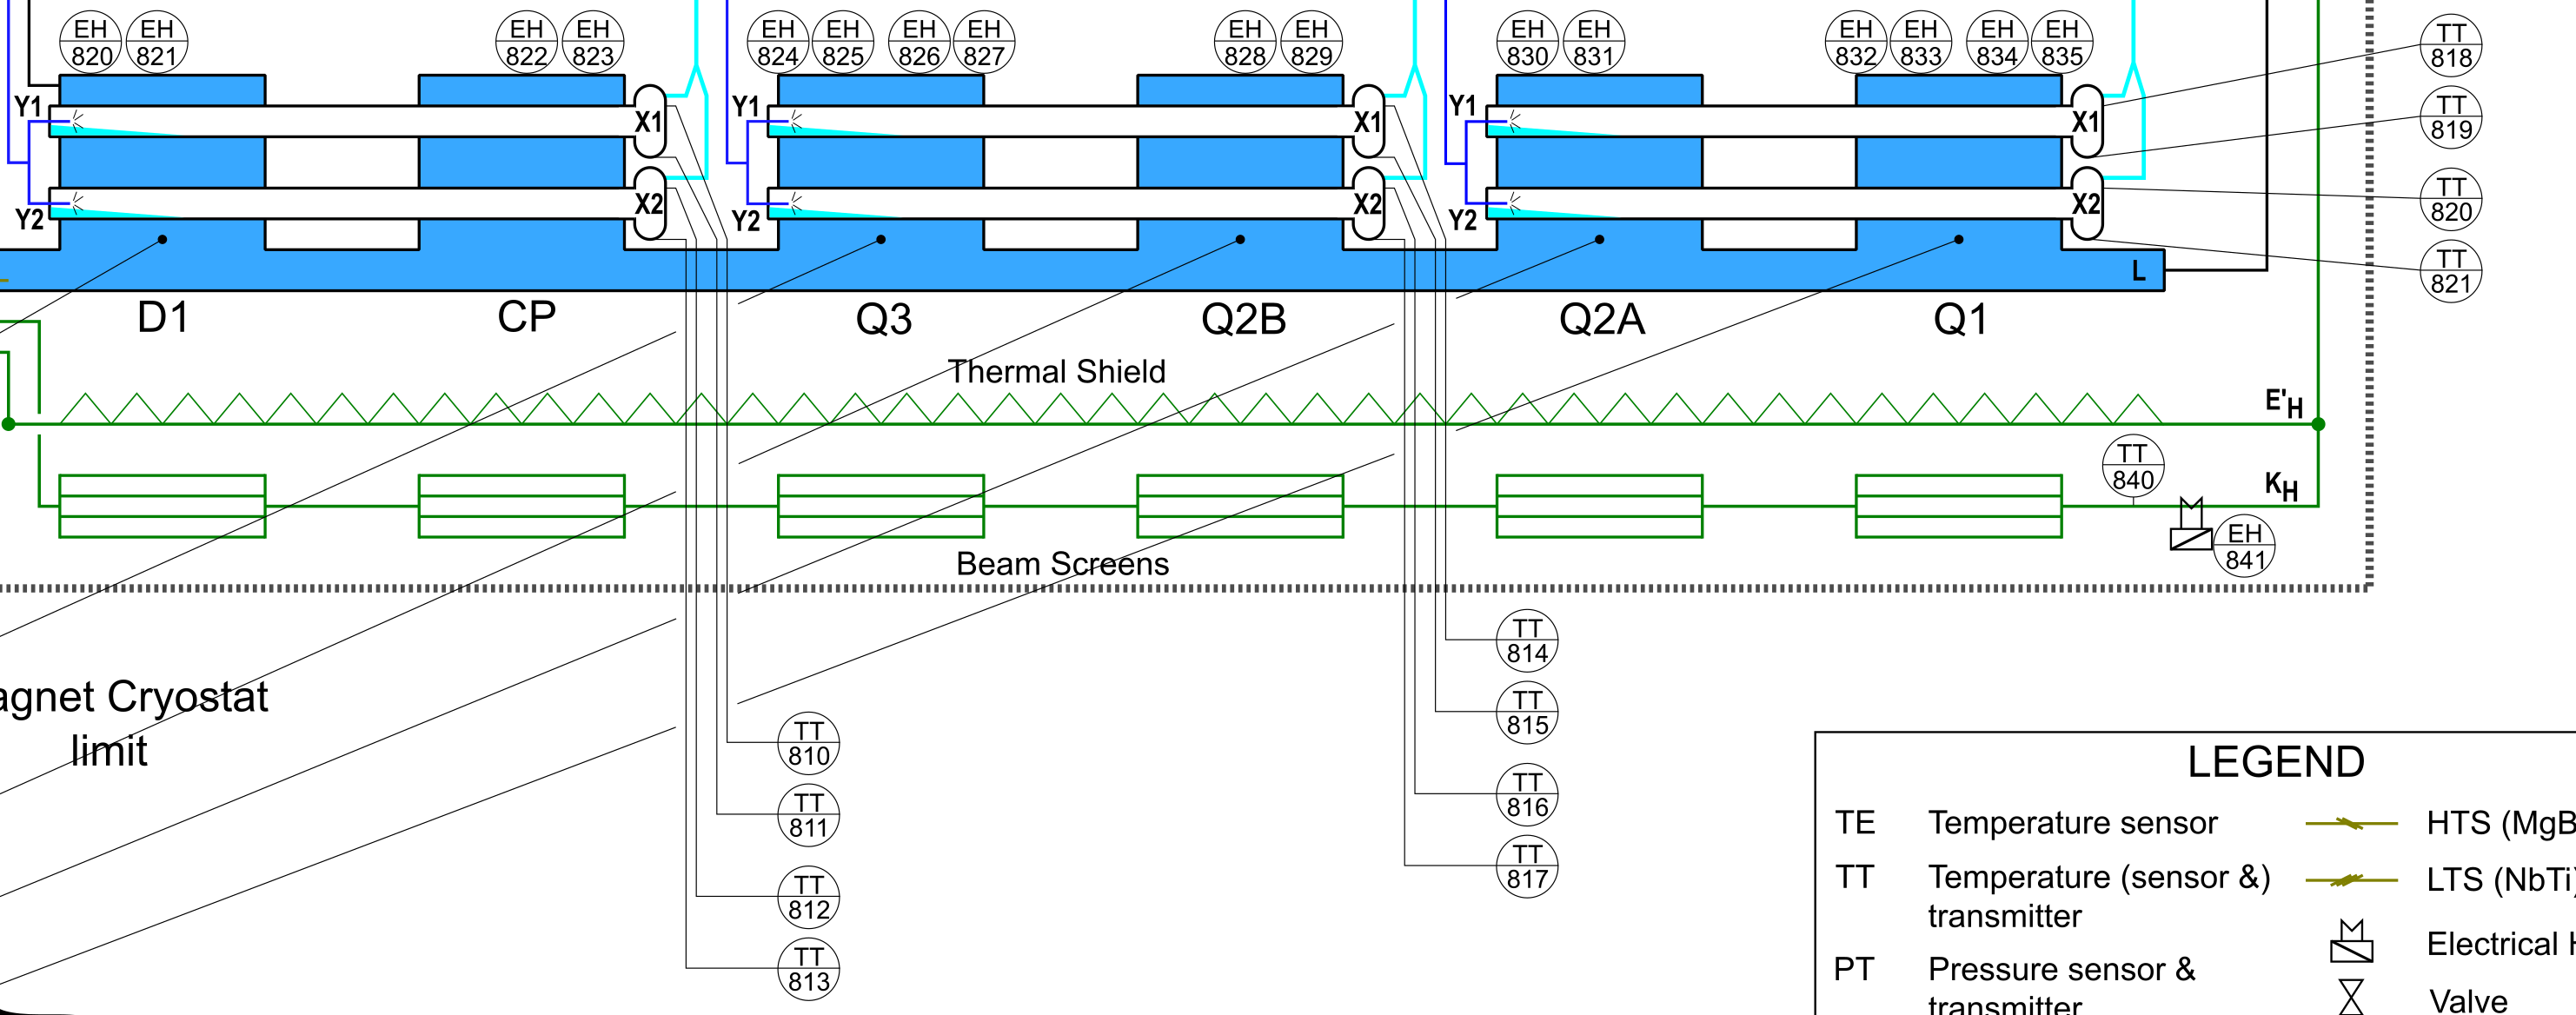 EH 820
EH 821
EH 822
EH 823
EH 824
EH 825
EH 826
EH 827
EH 828
EH 829
EH 830
EH 831
EH 832
EH 833
EH 834
EH 835
TT 818
Y1
X1
Y1
X1
Y1
X1
TT 819
Y2
X2
Y2
X2
Y2
X2
TT 820
L
TT 821
D1
CP
Q3
Q2B
Q2A
Q1
Thermal Shield
E'H
TT 840
KH
EH 841
Beam Screens
TT 814
agnet Cryostat
limit
TT 815
TT 810
TT 816
TT 811
TT 817
TT 812
TT 813
LEGEND
TE Temperature sensor
HTS (MgB
TT Temperature (sensor &)
transmitter
LTS (NbTi)
Electrical H
PT Pressure sensor &
transmitter
Valve